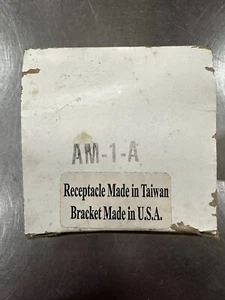 AM-1-A
Receptacle Made in Taiwan
Bracket Made in U.S.A.